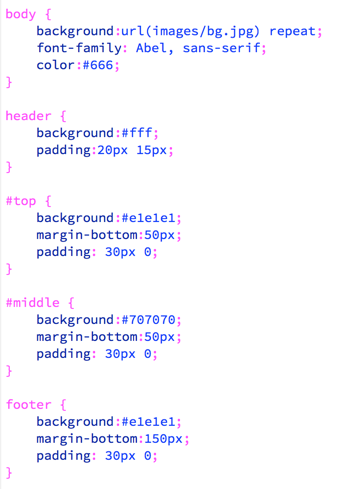 body {
background:url(images/bg.jpg) repeat;
font-family: Abel, sans-serif;
color:#666;
}
header {
background:#fff;
padding:20px 15px;
}
#top {
background:#e1e1e1;
margin-bottom:50px;
padding: 30px 0;
}
#middle {
background:#707070;
margin-bottom:50px;
padding: 30px 0;
}
footer {
background:#e1e1e1;
margin-bottom:150px;
padding: 30px 0;
}